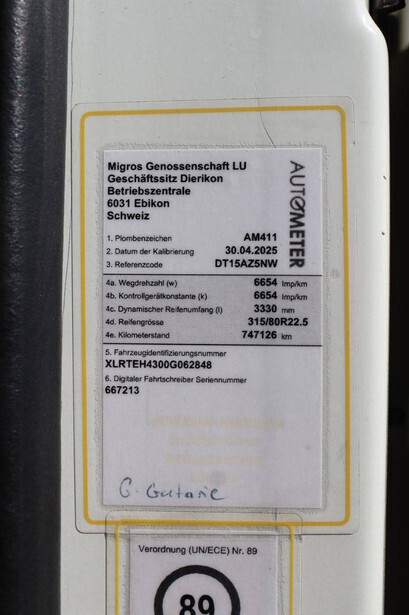 Migros Genossenschaft LU
Geschäftssitz Dierikon
Betriebszentrale
6031 Ebikon
Schweiz
AUTOMETER
1. Plombenzeichen AM411
2. Datum der Kalibrierung 30.04.2025
3. Referenzcode DT15AZ5NW
4a. Wegdrehzahl (w) 6654 Imp/km
4b. Kontrollgerätkonstante (k) 6654 Imp/km
4c. Dynamischer Reifenumfang (l) 3330 mm
4d. Reifengrösse 315/80R22.5
4e. Kilometerstand 747126 km
5. Fahrzeugidentifizierungsnummer
XLRTEH4300G062848
6. Digitaler Fahrtschreiber Seriennummer
667213
Verordnung (UN/ECE) Nr. 89
89